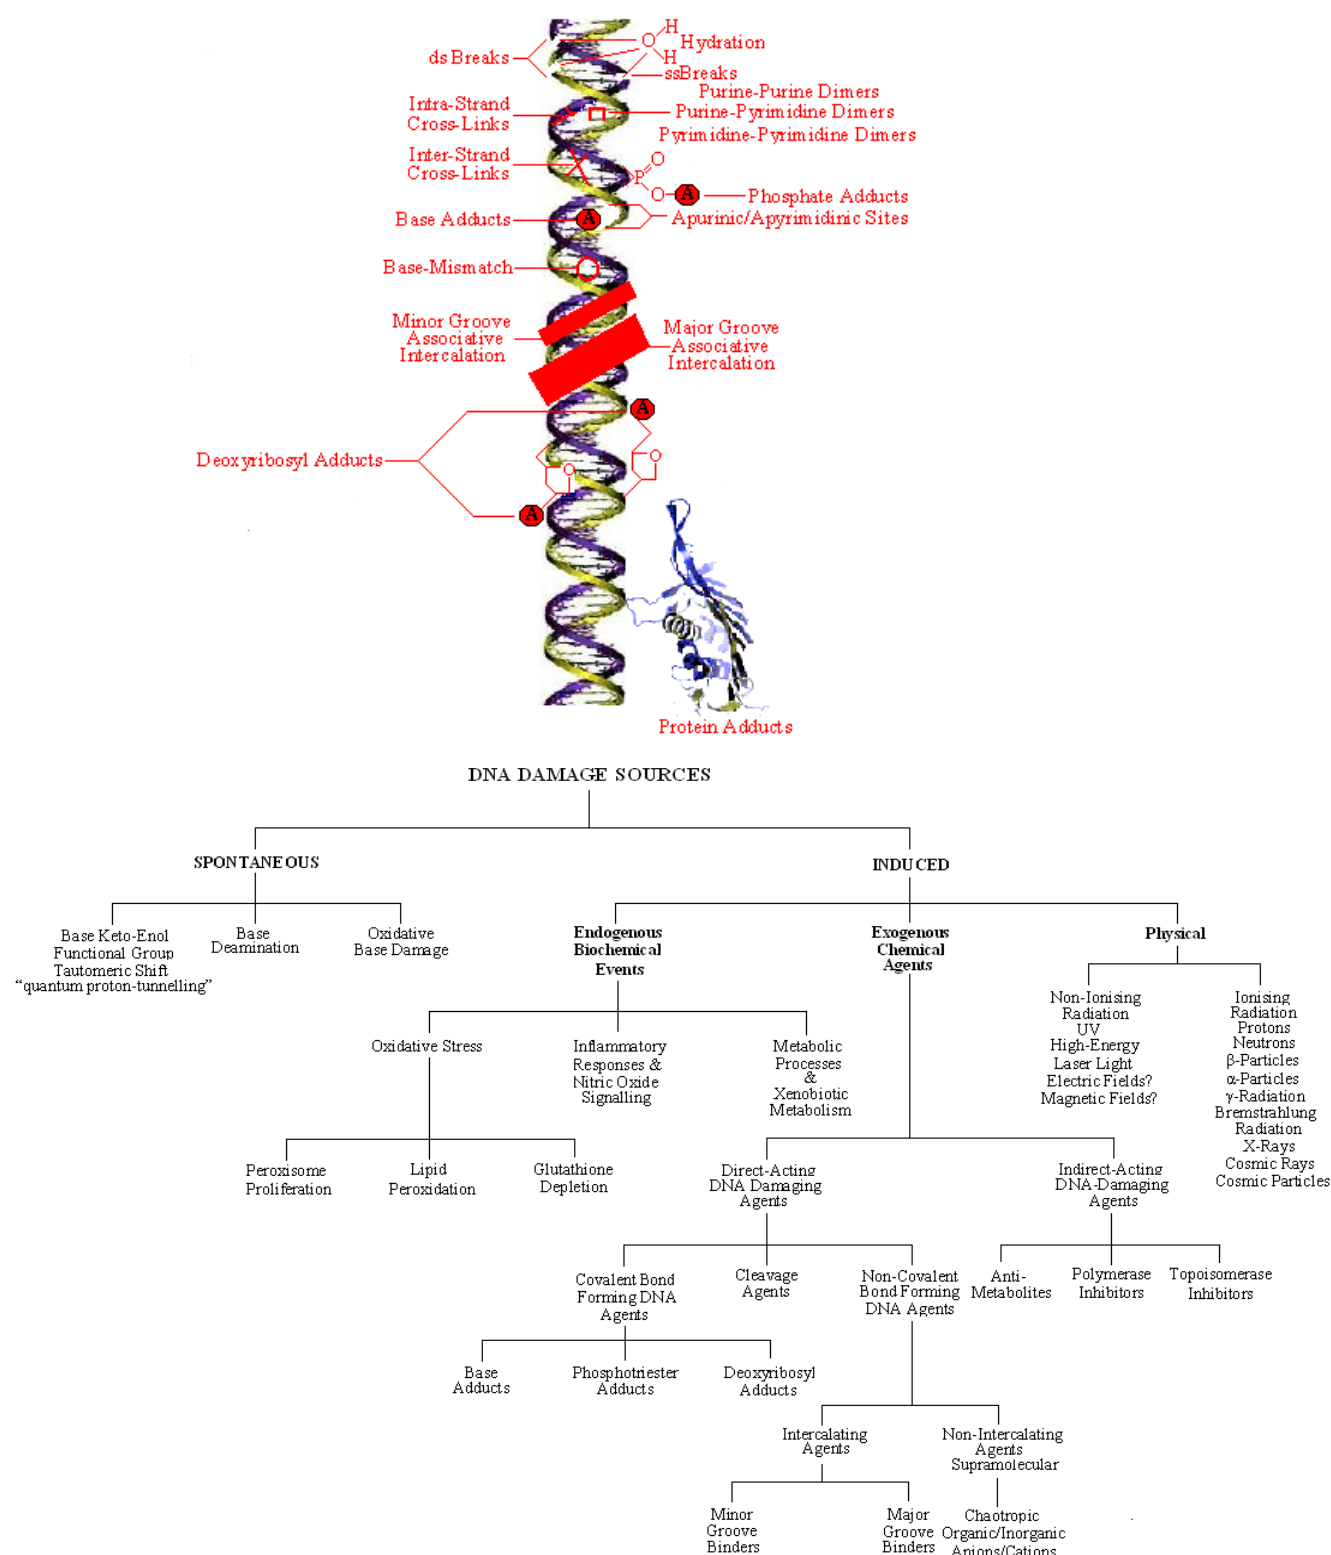 H
O
Hydration
H
ds Breaks
ssBreaks
Purine-Purine Dimers
Intra-Strand
Cross-Links
Purine-Pyrimidine Dimers
Pyrimidine-Pyrimidine Dimers
Inter-Strand
Cross-Links
O
P
O
A
Phosphate Adducts
Base Adducts
A
Apurinic/Apyrimidinic Sites
Base-Mismatch
Minor Groove
Associative
Intercalation
Major Groove
Associative
Intercalation
A
Deoxyribosyl Adducts
O
O
A
Protein Adducts
DNA DAMAGE SOURCES
SPONTANEOUS
INDUCED
Base Keto-Enol
Functional Group
Tautomeric Shift
“quantum proton-tunnelling”
Base
Deamination
Oxidative
Base Damage
Endogenous
Biochemical
Events
Exogenous
Chemical
Agents
Physical
Non-Ionising
Radiation
UV
High-Energy
Laser Light
Electric Fields?
Magnetic Fields?
Ionising
Radiation
Protons
Neutrons
β-Particles
α-Particles
γ-Radiation
Bremstrahlung
Radiation
X-Rays
Cosmic Rays
Cosmic Particles
Oxidative Stress
Inflammatory
Responses &
Nitric Oxide
Signalling
Metabolic
Processes
&
Xenobiotic
Metabolism
Peroxisome
Proliferation
Lipid
Peroxidation
Glutathione
Depletion
Direct-Acting
DNA Damaging
Agents
Indirect-Acting
DNA-Damaging
Agents
Covalent Bond
Forming DNA
Agents
Cleavage
Agents
Non-Covalent
Bond Forming
DNA Agents
Anti-
Metabolites
Polymerase
Inhibitors
Topoisomerase
Inhibitors
Base
Adducts
Phosphotriester
Adducts
Deoxyribosyl
Adducts
Intercalating
Agents
Non-Intercalating
Agents
Supramolecular
Minor
Groove
Binders
Major
Groove
Binders
Chaotropic
Organic/Inorganic
Anions/Cations